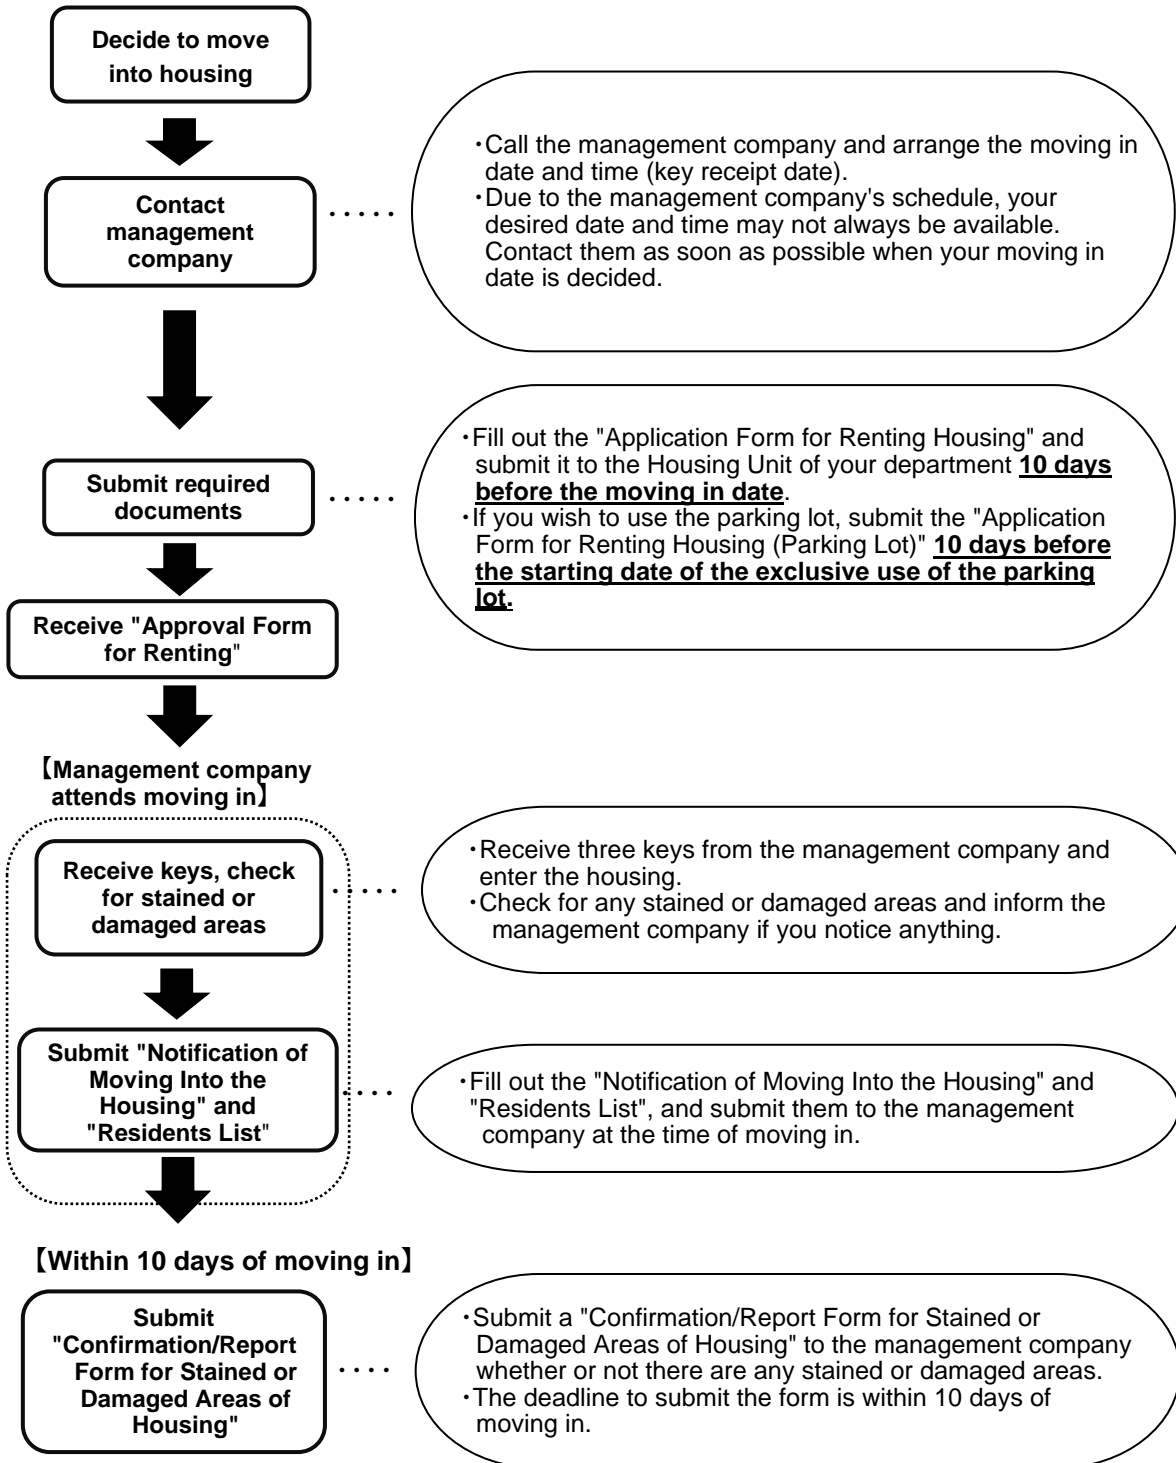 Decide to move
into housing
Contact
management
company
・・・・・
・Call the management company and arrange the moving in
date and time (key receipt date).
・Due to the management company's schedule, your
desired date and time may not always be available.
Contact them as soon as possible when your moving in
date is decided.
Submit required
documents
・・・・・
・Fill out the "Application Form for Renting Housing" and
submit it to the Housing Unit of your department 10 days
before the moving in date.
・If you wish to use the parking lot, submit the "Application
Form for Renting Housing (Parking Lot)" 10 days before
the starting date of the exclusive use of the parking
lot.
Receive "Approval Form
for Renting"
【Management company
attends moving in】
Receive keys, check
for stained or
damaged areas
・・・・・
・Receive three keys from the management company and
enter the housing.
・Check for any stained or damaged areas and inform the
management company if you notice anything.
Submit "Notification of
Moving Into the
Housing" and
"Residents List"
・・・・
・Fill out the "Notification of Moving Into the Housing" and
"Residents List", and submit them to the management
company at the time of moving in.
【Within 10 days of moving in】
Submit
"Confirmation/Report
Form for Stained or
Damaged Areas of
Housing"
・・・・
・Submit a "Confirmation/Report Form for Stained or
Damaged Areas of Housing" to the management company
whether or not there are any stained or damaged areas.
・The deadline to submit the form is within 10 days of
moving in.